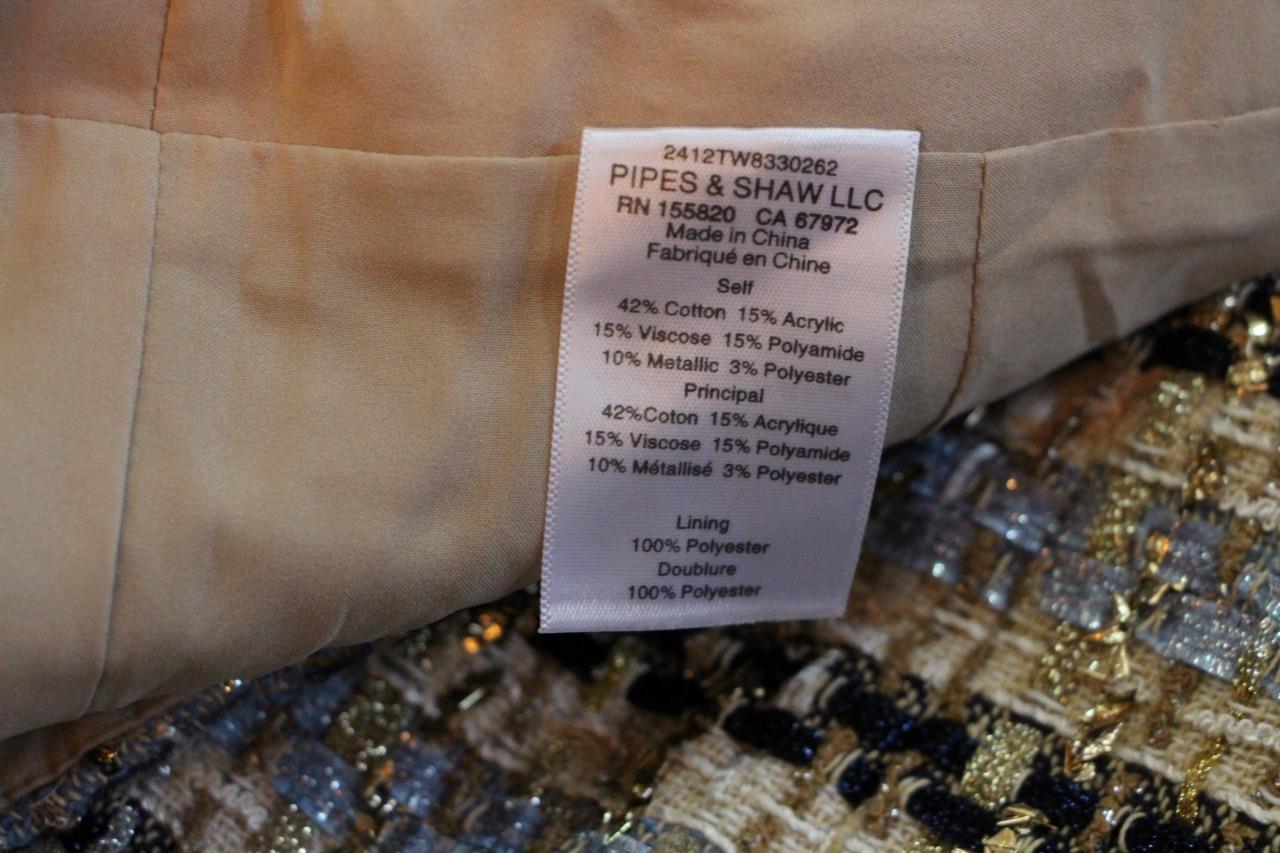 2412TW8330262
PIPES & SHAW LLC
RN 155820 CA 67972
Made in China
Fabriqué en Chine
Self
42% Cotton 15% Acrylic
15% Viscose 15% Polyamide
10% Metallic 3% Polyester
Principal
42%Coton 15% Acrylique
15% Viscose 15% Polyamide
10% Métallisé 3% Polyester
Lining
100% Polyester
Doublure
100% Polyester